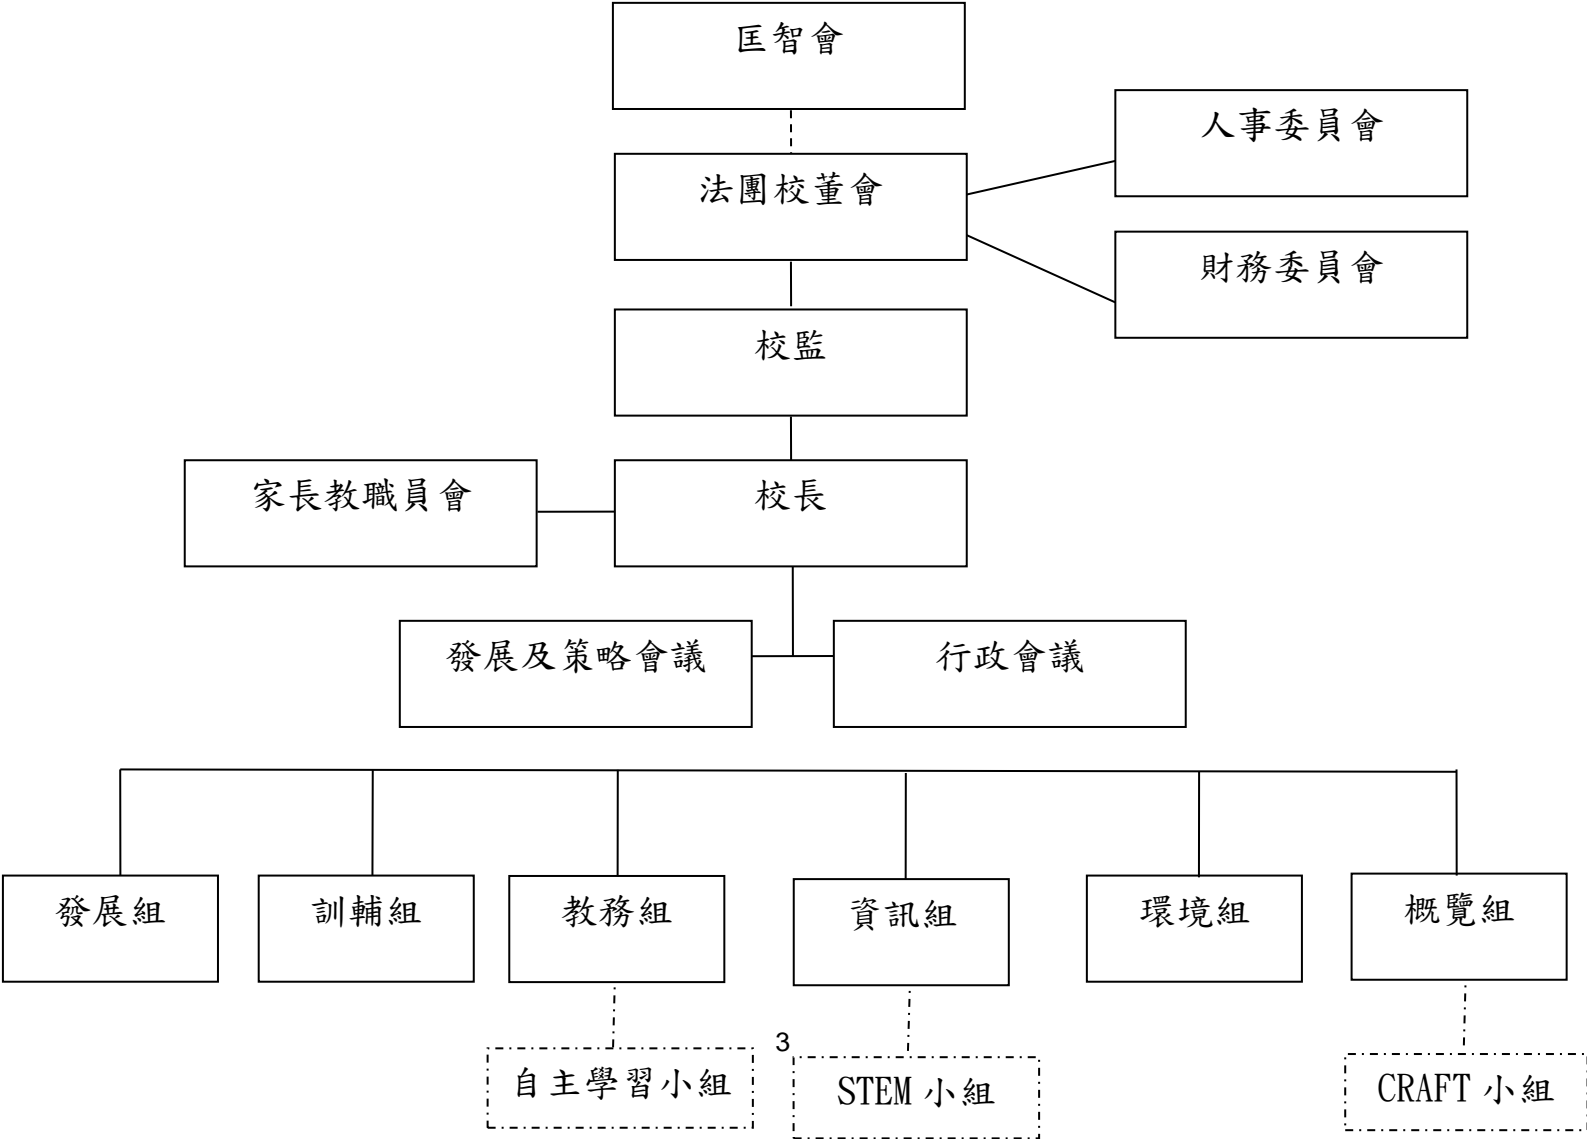 匡智會
人事委員會
法團校董會
財務委員會
校監
家長教職員會
校長
發展及策略會議
行政會議
發展組
訓輔組
教務組
資訊組
環境組
概覽組
3
自主學習小組
STEM 小組
CRAFT 小組